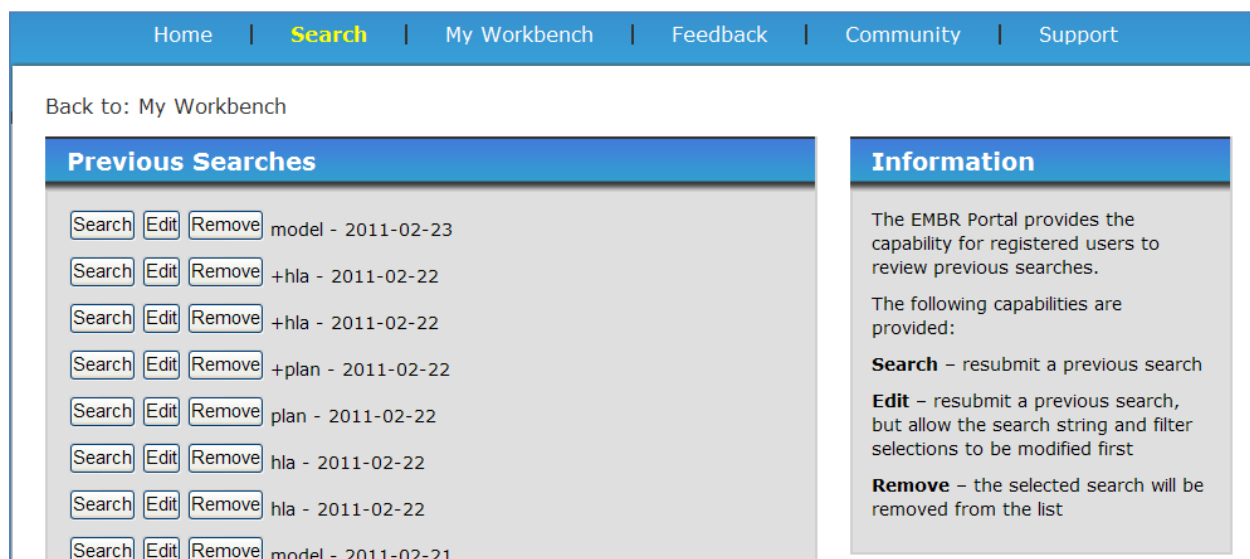 Home | Search | My Workbench | Feedback | Community | Support
Back to: My Workbench
Previous Searches
Search Edit Remove model - 2011-02-23
Search Edit Remove +hla - 2011-02-22
Search Edit Remove +hla - 2011-02-22
Search Edit Remove +plan - 2011-02-22
Search Edit Remove plan - 2011-02-22
Search Edit Remove hla - 2011-02-22
Search Edit Remove hla - 2011-02-22
Search Edit Remove model - 2011-02-21
Information
The EMBR Portal provides the
capability for registered users to
review previous searches.
The following capabilities are
provided:
Search – resubmit a previous search
Edit – resubmit a previous search,
but allow the search string and filter
selections to be modified first
Remove – the selected search will be
removed from the list